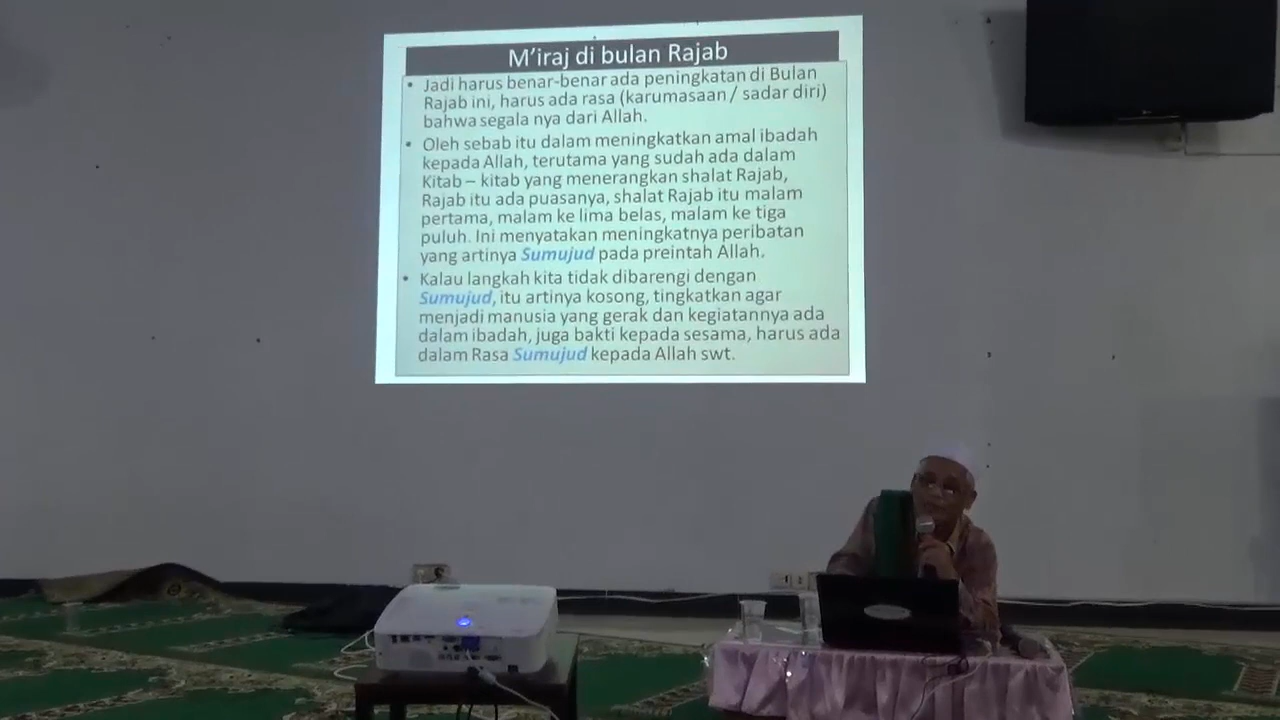 M'iraj di bulan Rajab
• Jadi harus benar-benar ada peningkatan di Bulan
Rajab ini, harus ada rasa (karumasaan / sadar diri)
bahwa segala nya dari Allah.
• Oleh sebab itu dalam meningkatkan amal ibadah
kepada Allah, terutama yang sudah ada dalam
Kitab – kitab yang menerangkan shalat Rajab,
Rajab itu ada puasanya, shalat Rajab itu malam
pertama, malam ke lima belas, malam ke tiga
puluh. Ini menyatakan meningkatnya peribatan
yang artinya Sumujud pada preintah Allah.
• Kalau langkah kita tidak dibarengi dengan
Sumujud, itu artinya kosong, tingkatkan agar
menjadi manusia yang gerak dan kegiatannya ada
dalam ibadah, juga bakti kepada sesama, harus ada
dalam Rasa Sumujud kepada Allah swt.